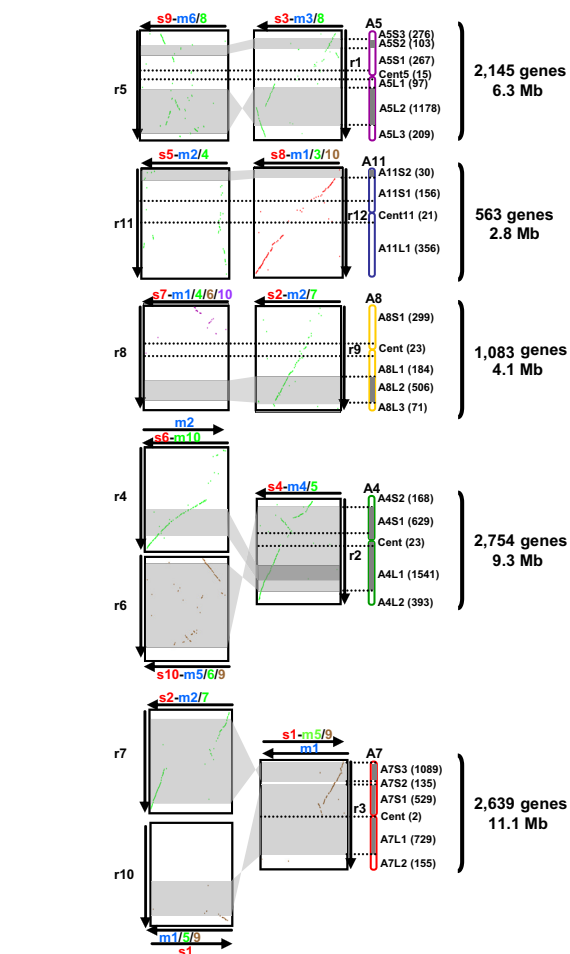 s9-m6/8
s3-m3/8
A5
r5
r1
A5S3 (276)
A5S2 (103)
A5S1 (267)
Cent5 (15)
A5L1 (97)
A5L2 (1178)
A5L3 (209)
2,145 genes
6.3 Mb
s5-m2/4
s8-m1/3/10
A11
r11
r12
A11S2 (30)
A11S1 (156)
Cent11 (21)
A11L1 (356)
563 genes
2.8 Mb
s7-m1/4/6/10
s2-m2/7
A8
r8
r9
A8S1 (299)
Cent (23)
A8L1 (184)
A8L2 (506)
A8L3 (71)
1,083 genes
4.1 Mb
m2
s6-m10
r4
s4-m4/5
A4
r2
A4S2 (168)
A4S1 (629)
Cent (23)
A4L1 (1541)
A4L2 (393)
2,754 genes
9.3 Mb
r6
s10-m5/6/9
s2-m2/7
r7
s1-m5/9
m1
A7
r3
A7S3 (1089)
A7S2 (135)
A7S1 (529)
Cent (2)
A7L1 (729)
A7L2 (155)
2,639 genes
11.1 Mb
r10
m1/5/9
s1